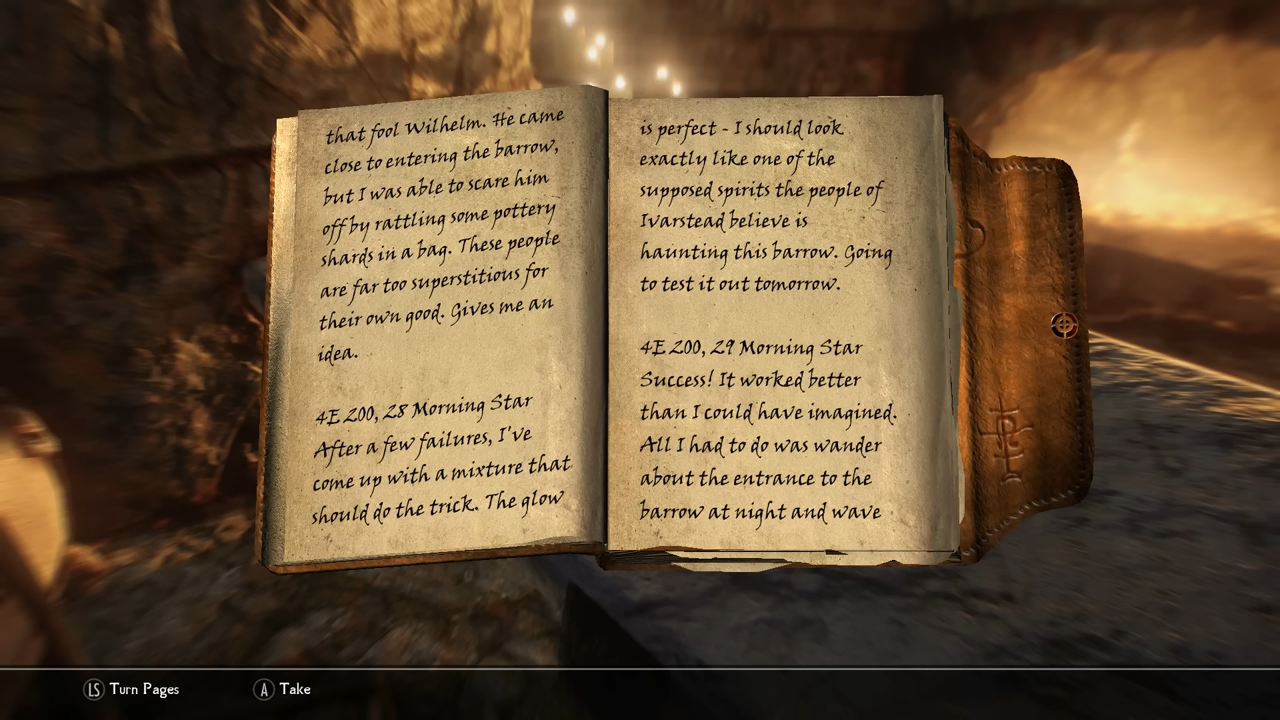 that fool Wilhelm. He came
close to entering the barrow,
but I was able to scare him
off by rattling some pottery
shards in a bag. These people
are far too superstitious for
their own good. Gives me an
idea.
4E 200, 28 Morning Star
After a few failures, I've
come up with a mixture that
should do the trick. The glow
is perfect - I should look
exactly like one of the
supposed spirits the people of
Ivarstead believe is
haunting this barrow. Going
to test it out tomorrow.
4E 200, 29 Morning Star
Success! It worked better
than I could have imagined.
All I had to do was wander
about the entrance to the
barrow at night and wave
LS Turn Pages
A Take